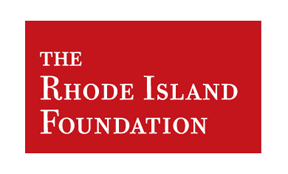 THE
RHODE ISLAND
FOUNDATION